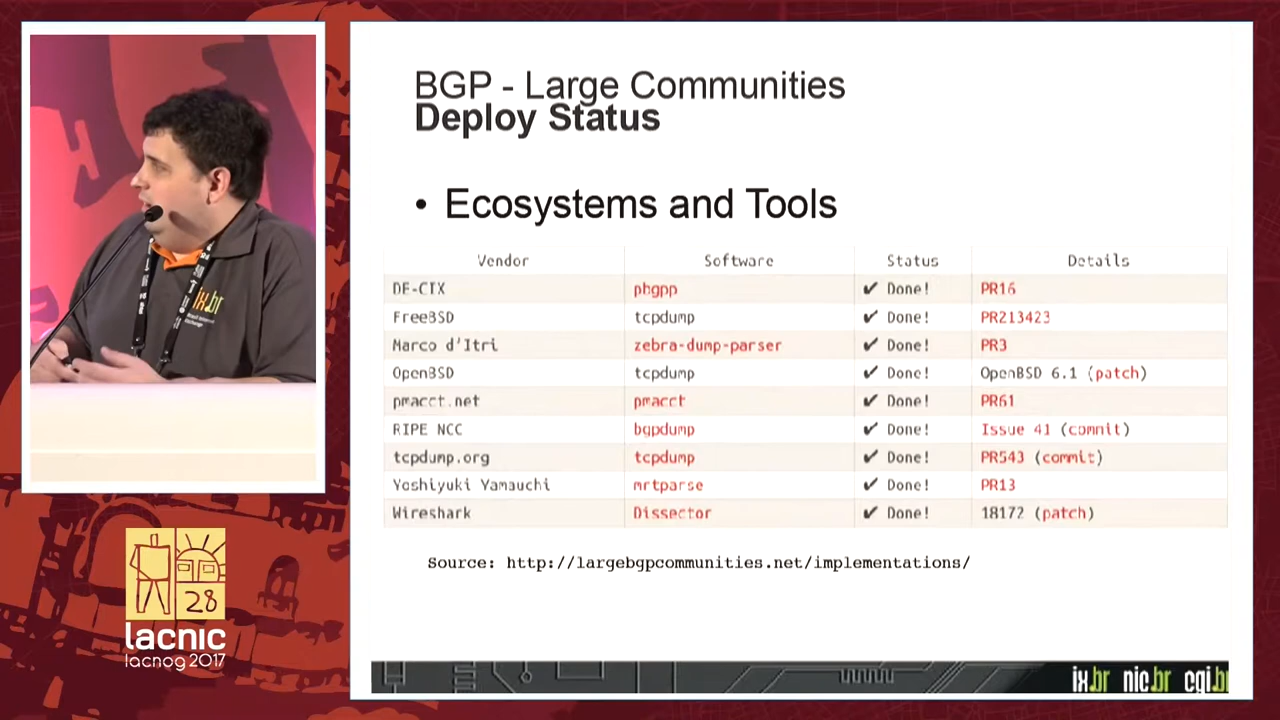 BGP - Large Communities
Deploy Status
• Ecosystems and Tools
Vendor Software Status Details
DE-CIX pbgpp ✔ Done! PR16
FreeBSD tcpdump ✔ Done! PR213423
Marco d'Itri zebra-dump-parser ✔ Done! PR3
OpenBSD tcpdump ✔ Done! OpenBSD 6.1 (patch)
pmacct.net pmacct ✔ Done! PR61
RIPE NCC bgpdump ✔ Done! Issue 41 (commit)
tcpdump.org tcpdump ✔ Done! PR543 (commit)
Yoshiyuki Yamauchi mrtparse ✔ Done! PR13
Wireshark Dissector ✔ Done! 18172 (patch)
Source: http://largebgpcommunities.net/implementations/
ix.br nic.br cgi.br
ix.br
28
lacnic
lacnog 2017